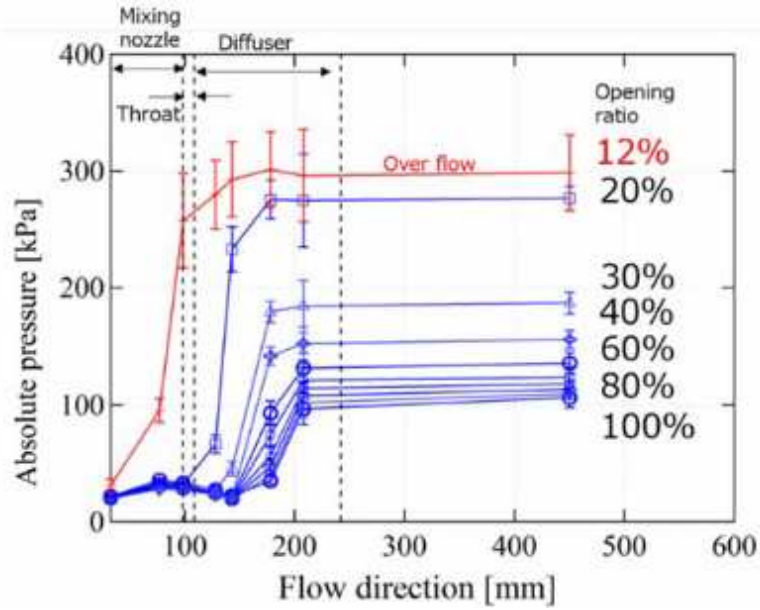 Mixing
nozzle
Diffuser
Throat
Opening
ratio
Over flow
12%
20%
30%
40%
60%
80%
100%
400
300
200
100
0
100
200
300
400
500
600
Absolute pressure [kPa]
Flow direction [mm]